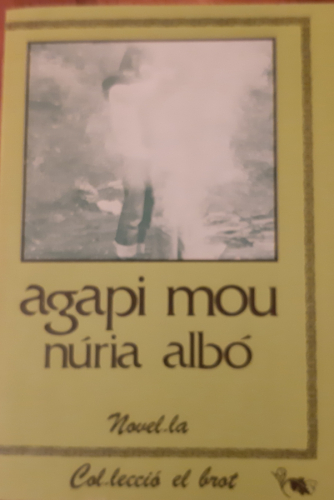 agapi mou
núria albó
Novel.la
Col.lecció el brot